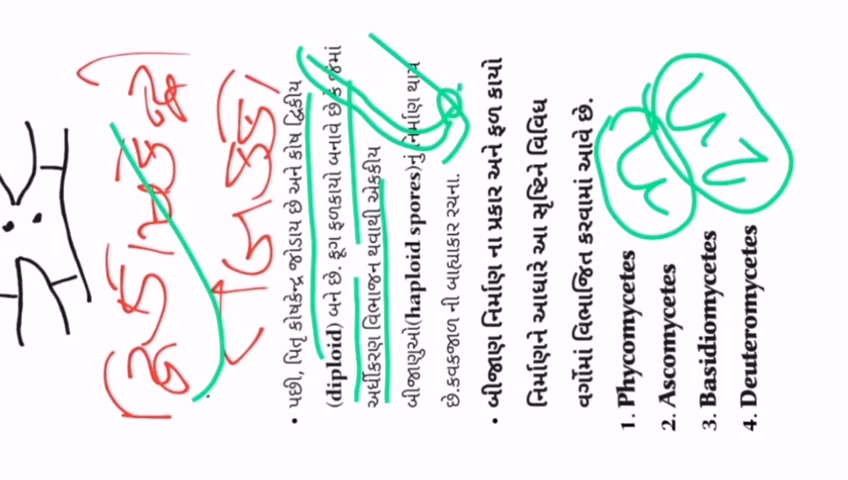 • પછી, પિતૃ કોષકેન્દ્ર જોડાય છે અને કોષ દ્વિકીય
(diploid) બને છે. ફૂગ ફળકાયો બનાવે છે કે જેમાં
અર્ધીકરણ વિભાજન થવાથી એકકીય
બીજાણુઓ(haploid spores)નું નિર્માણ થાય
છે.કવકજાળ ની બાહ્યાકાર રચના.
• બીજાણ નિર્માણ ના પ્રકાર અને ફળ કાયો
નિર્માણને આધારે આ સૃષ્ટિને વિવિધ
વર્ગોમાં વિભાજિત કરવામાં આવે છે.
1. Phycomycetes
2. Ascomycetes
3. Basidiomycetes
4. Deuteromycetes